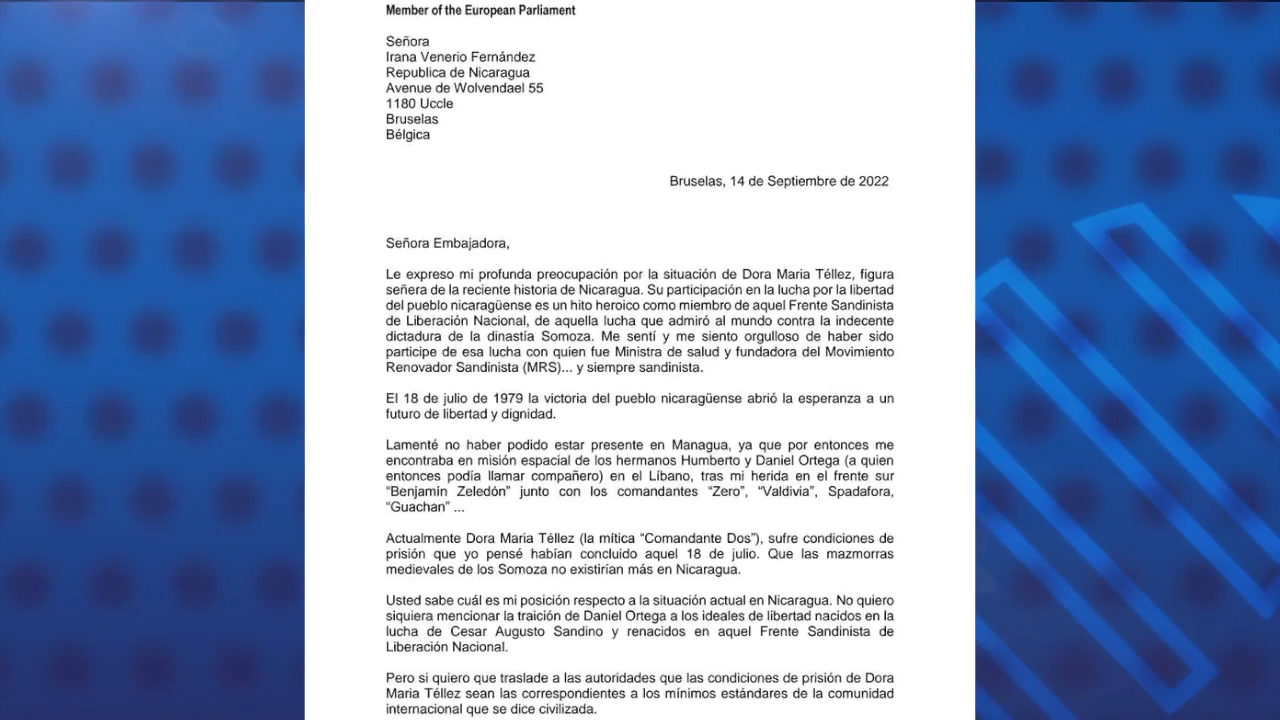 Member of the European Parliament
Señora
Irana Venerio Fernández
Republica de Nicaragua
Avenue de Wolvendael 55
1180 Uccle
Bruselas
Bélgica
Bruselas, 14 de Septiembre de 2022
Señora Embajadora,
Le expreso mi profunda preocupación por la situación de Dora Maria Téllez, figura
señera de la reciente historia de Nicaragua. Su participación en la lucha por la libertad
del pueblo nicaragüense es un hito heroico como miembro de aquel Frente Sandinista
de Liberación Nacional, de aquella lucha que admiró al mundo contra la indecente
dictadura de la dinastía Somoza. Me sentí y me siento orgulloso de haber sido
participe de esa lucha con quien fue Ministra de salud y fundadora del Movimiento
Renovador Sandinista (MRS)... y siempre sandinista.
El 18 de julio de 1979 la victoria del pueblo nicaragüense abrió la esperanza a un
futuro de libertad y dignidad.
Lamenté no haber podido estar presente en Managua, ya que por entonces me
encontraba en misión espacial de los hermanos Humberto y Daniel Ortega (a quien
entonces podía llamar compañero) en el Líbano, tras mi herida en el frente sur
“Benjamín Zeledón” junto con los comandantes “Zero”, “Valdivia”, Spadafora,
“Guachan” ...
Actualmente Dora Maria Téllez (la mítica “Comandante Dos”), sufre condiciones de
prisión que yo pensé habían concluido aquel 18 de julio. Que las mazmorras
medievales de los Somoza no existirían más en Nicaragua.
Usted sabe cuál es mi posición respecto a la situación actual en Nicaragua. No quiero
siquiera mencionar la traición de Daniel Ortega a los ideales de libertad nacidos en la
lucha de Cesar Augusto Sandino y renacidos en aquel Frente Sandinista de
Liberación Nacional.
Pero si quiero que traslade a las autoridades que las condiciones de prisión de Dora
Maria Téllez sean las correspondientes a los mínimos estándares de la comunidad
internacional que se dice civilizada.